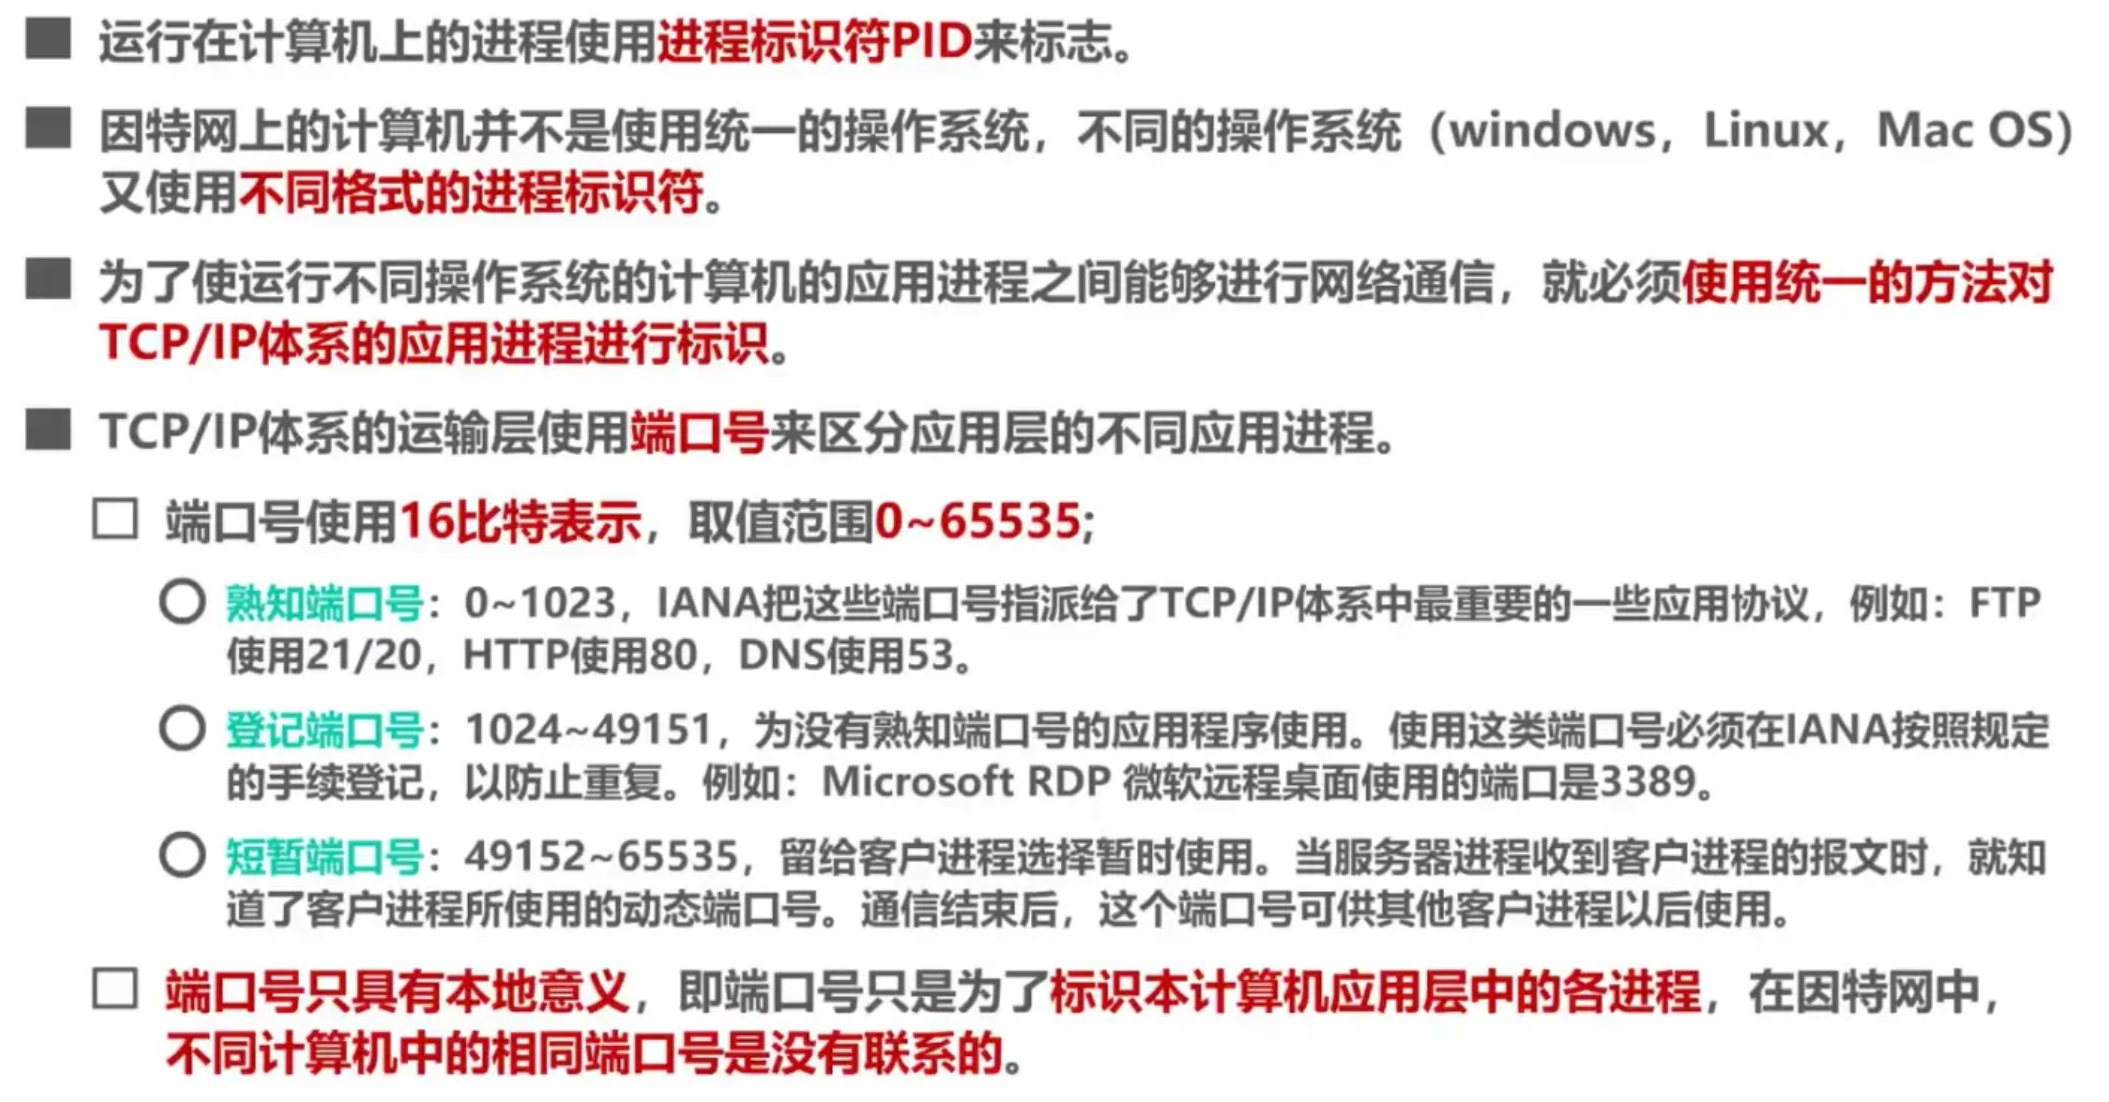 运行在计算机上的进程使用进程标识符PID来标志。
因特网上的计算机并不是使用统一的操作系统，不同的操作系统（windows，Linux，Mac OS）
又使用不同格式的进程标识符。
为了使运行不同操作系统的计算机的应用进程之间能够进行网络通信，就必须使用统一的方法对
TCP/IP体系的应用进程进行标识。
TCP/IP体系的运输层使用端口号来区分应用层的不同应用进程。
端口号使用16比特表示，取值范围0~65535;
熟知端口号：0~1023，IANA把这些端口号指派给了TCP/IP体系中最重要的一些应用协议，例如：FTP
使用21/20，HTTP使用80，DNS使用53。
登记端口号：1024~49151，为没有熟知端口号的应用程序使用。使用这类端口号必须在IANA按照规定
的手续登记，以防止重复。例如：Microsoft RDP 微软远程桌面使用的端口是3389。
短暂端口号：49152~65535，留给客户进程选择暂时使用。当服务器进程收到客户进程的报文时，就知
道了客户进程所使用的动态端口号。通信结束后，这个端口号可供其他客户进程以后使用。
端口号只具有本地意义，即端口号只是为了标识本计算机应用层中的各进程，在因特网中，
不同计算机中的相同端口号是没有联系的。